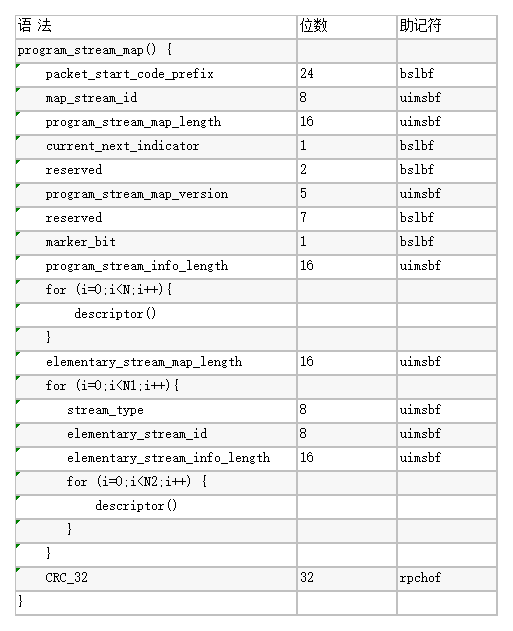 语 法 位数 助记符
program_stream_map() {
packet_start_code_prefix 24 bslbf
map_stream_id 8 uimsbf
program_stream_map_length 16 uimsbf
current_next_indicator 1 bslbf
reserved 2 bslbf
program_stream_map_version 5 uimsbf
reserved 7 bslbf
marker_bit 1 bslbf
program_stream_info_length 16 uimsbf
for (i=0;i<N;i++){
descriptor()
}
elementary_stream_map_length 16 uimsbf
for (i=0;i<N1;i++){
stream_type 8 uimsbf
elementary_stream_id 8 uimsbf
elementary_stream_info_length 16 uimsbf
for (i=0;i<N2;i++) {
descriptor()
}
}
CRC_32 32 rpchof
}